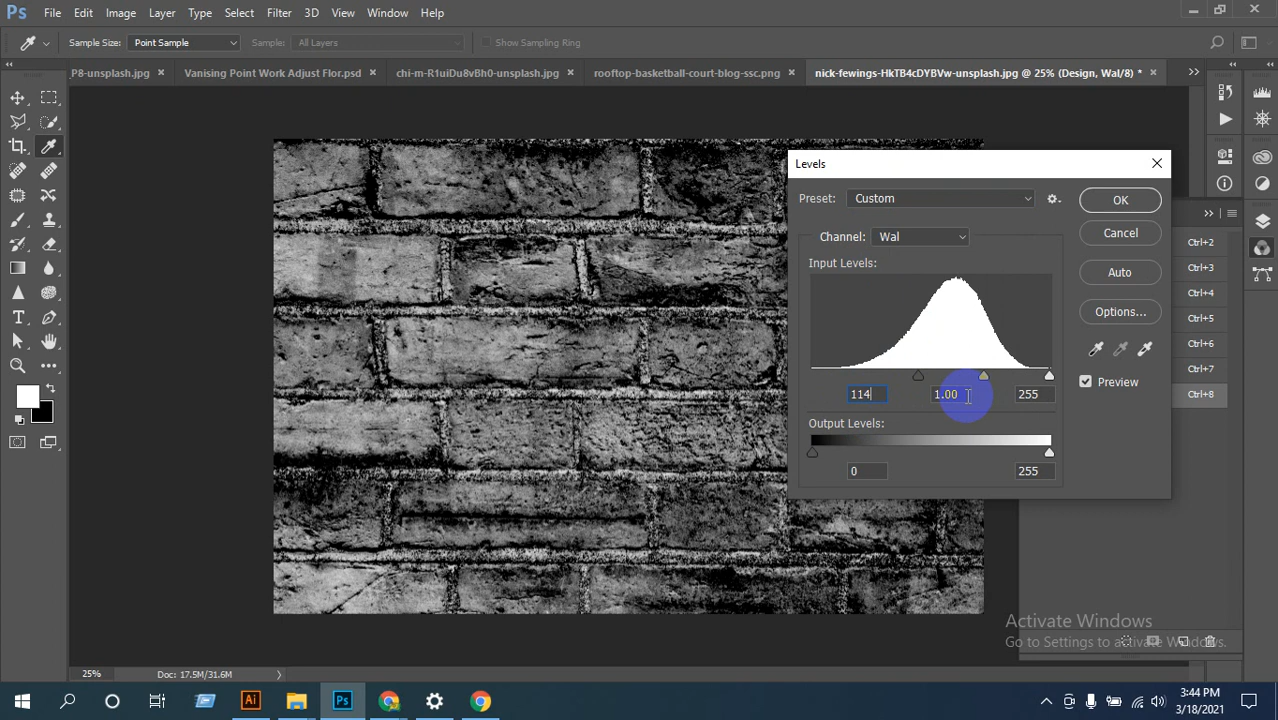 Ps File Edit Image Layer Type Select Filter 3D View Window Help
Sample Size: Point Sample Sample: All Layers Show Sampling Ring
_P8-unsplash.jpg Vanising Point Work Adjust Flor.psd chi-m-R1uiDu8vBh0-unsplash.jpg rooftop-basketball-court-blog-ssc.png nick-fewings-HkTB4cDYBVw-unsplash.jpg @ 25% (Design, Wal/8) *
Levels
Preset: Custom OK
Channel: Wal Cancel
Input Levels:
Auto
Options...
Preview
114 1.00 255
Output Levels:
0 255
Ctrl+2
Ctrl+3
Ctrl+4
Ctrl+5
Ctrl+6
Ctrl+7
Ctrl+8
Activate Windows
Go to Settings to activate Windows.
25% Doc: 17.5M/31.6M
Ai Ps
3:44 PM
3/18/2021